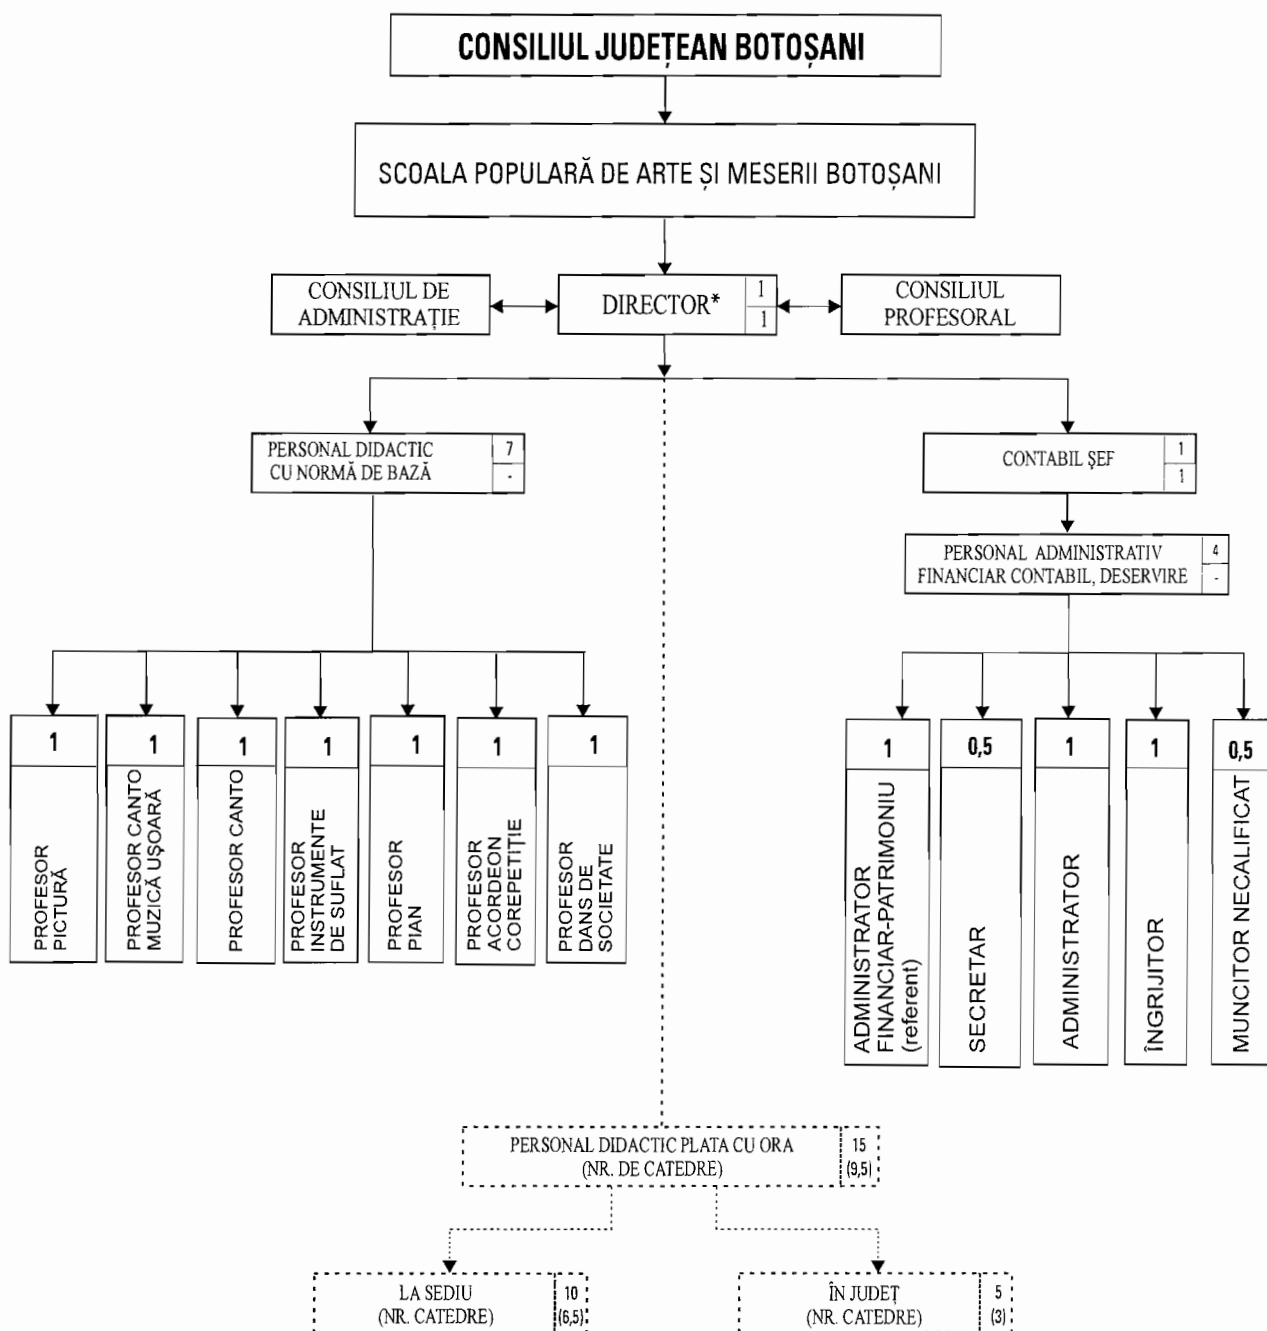 CONSILIUL JUDEȚEAN BOTOȘANI
SCOALA POPULARĂ DE ARTE ȘI MESERII BOTOȘANI
CONSILIUL DE
ADMINISTRAȚIE
DIRECTOR*
1
1
CONSILIUL
PROFESORAL
PERSONAL DIDACTIC
CU NORMĂ DE BAZĂ
7
-
CONTABIL ȘEF
1
1
PERSONAL ADMINISTRATIV
FINANCIAR CONTABIL, DESERVIRE
4
-
1
PROFESOR
PICTURĂ
1
PROFESOR CANTO
MUZICĂ UȘOARĂ
1
PROFESOR CANTO
1
PROFESOR
INSTRUMENTE
DE SUFLAT
1
PROFESOR
PIAN
1
PROFESOR
ACORDEON
COREPETIȚIE
1
PROFESOR
DANS DE
SOCIETATE
1
ADMINISTRATOR
FINANCIAR-PATRIMONIU
(referent)
0,5
SECRETAR
1
ADMINISTRATOR
1
ÎNGRIJITOR
0,5
MUNCITOR NECALIFICAT
PERSONAL DIDACTIC PLATA CU ORA
(NR. DE CATEDRE)
15
(9,5)
LA SEDIU
(NR. CATEDRE)
10
(6,5)
ÎN JUDEȚ
(NR. CATEDRE)
5
(3)